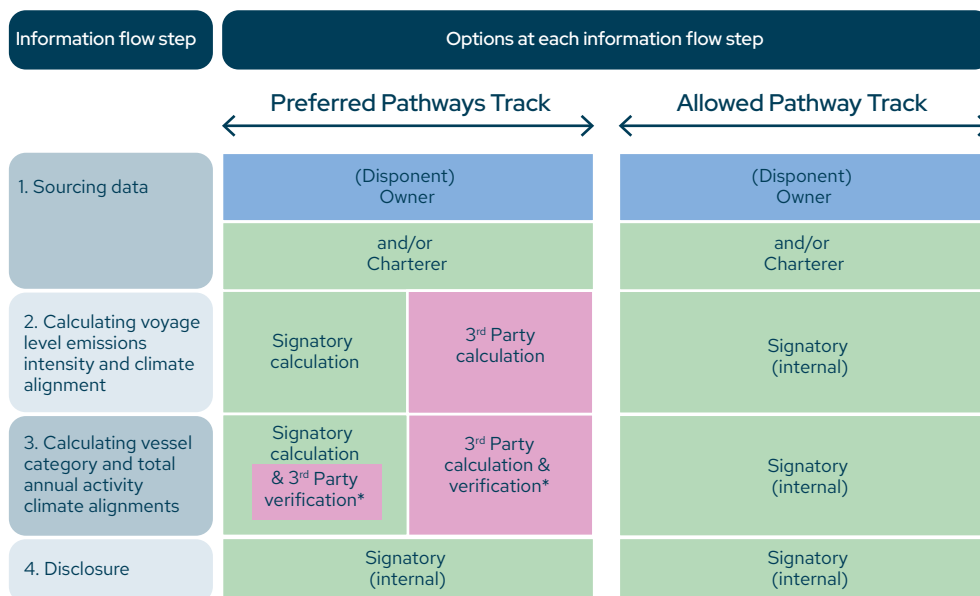 Information flow step
Options at each information flow step
Preferred Pathways Track
Allowed Pathway Track
1. Sourcing data
(Disponent)
Owner
(Disponent)
Owner
and/or
Charterer
and/or
Charterer
2. Calculating voyage
level emissions
intensity and climate
alignment
Signatory
calculation
3rd Party
calculation
Signatory
(internal)
3. Calculating vessel
category and total
annual activity
climate alignments
Signatory
calculation
& 3rd Party
verification*
3rd Party
calculation &
verification*
Signatory
(internal)
4. Disclosure
Signatory
(internal)
Signatory
(internal)